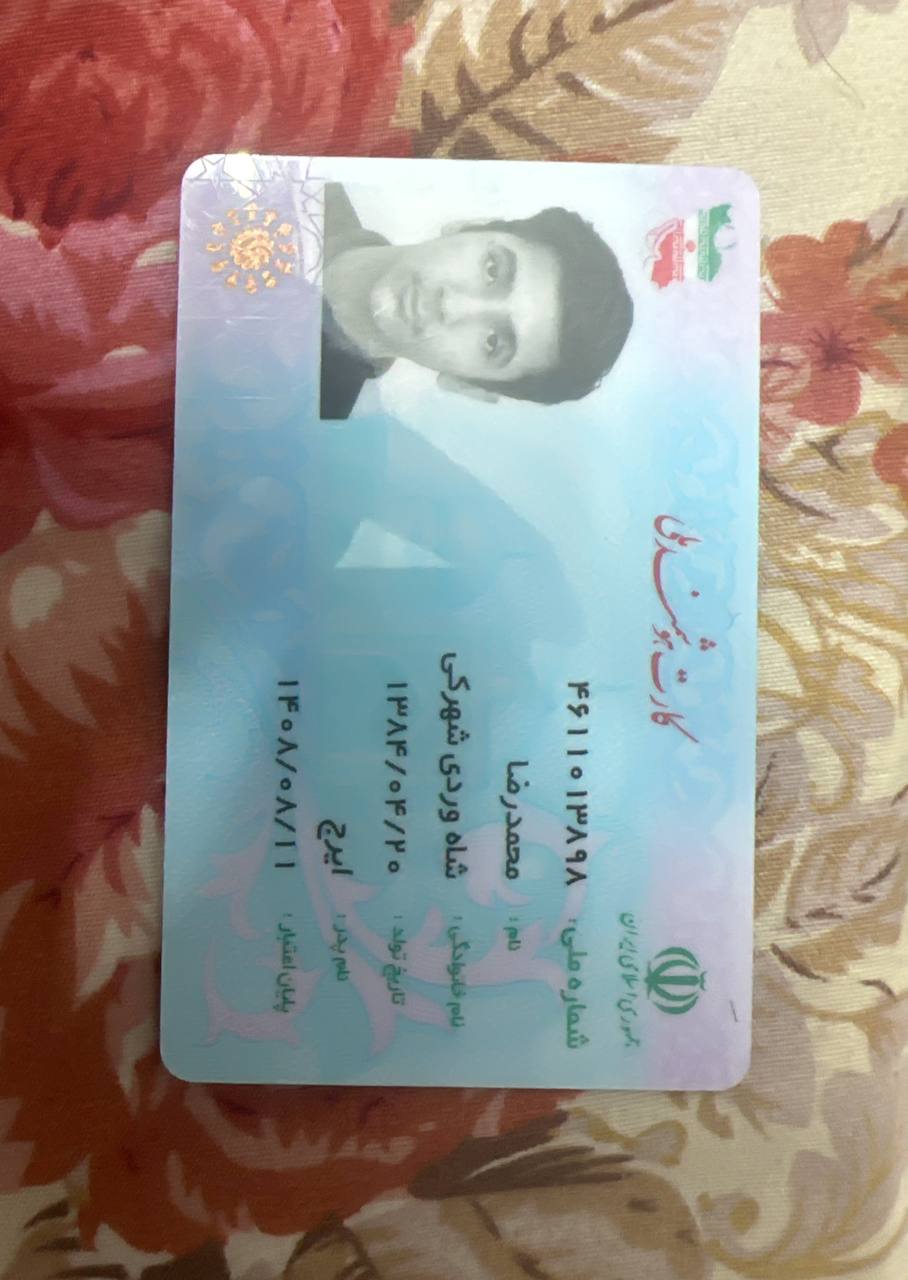 جمهوری اسلامی ایران
کارت هوشمند ملی
شماره ملی: ۴۶۱۱۰۱۳۸۹۸
نام: محمدرضا
نام خانوادگی: شاه وردی شهرکی
تاریخ تولد: ۱۳۸۴/۰۴/۲۰
نام پدر: ایرج
پایان اعتبار: ۱۴۰۸/۰۸/۱۱